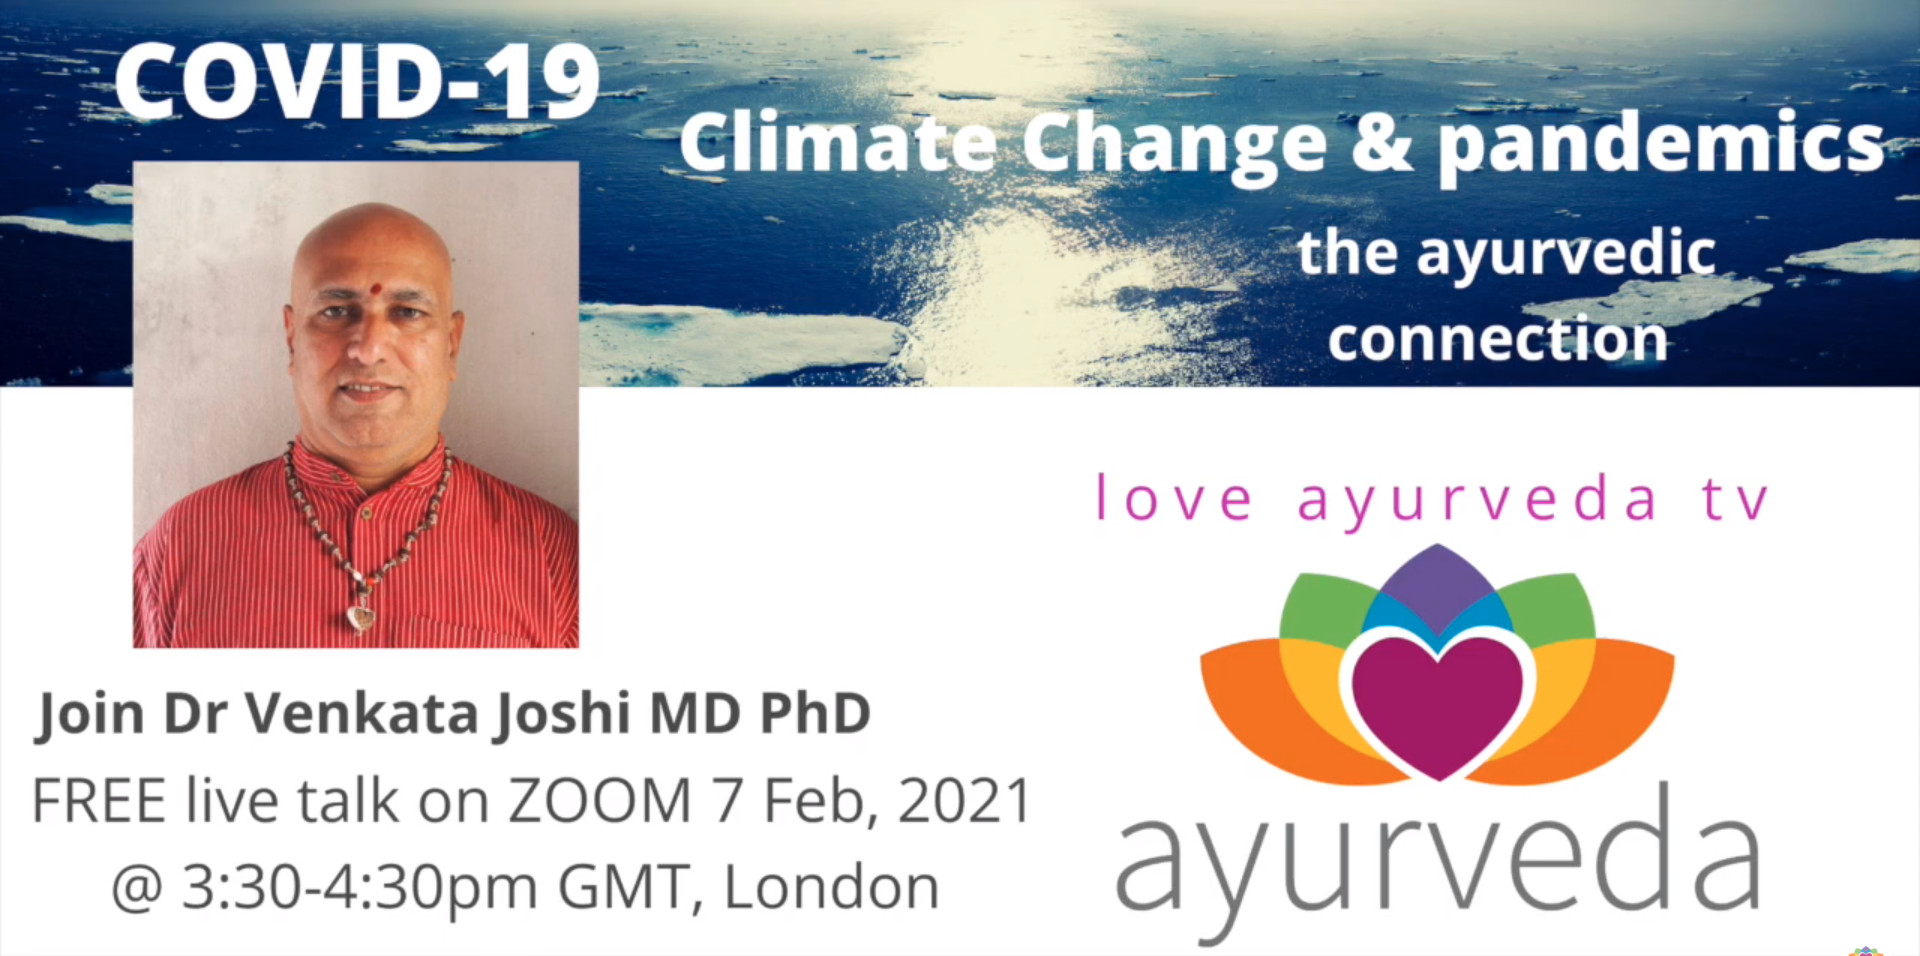 COVID-19
Climate Change & pandemics
the ayurvedic
connection
love ayurveda tv
ayurveda
Join Dr Venkata Joshi MD PhD
FREE live talk on ZOOM 7 Feb, 2021
@ 3:30-4:30pm GMT, London